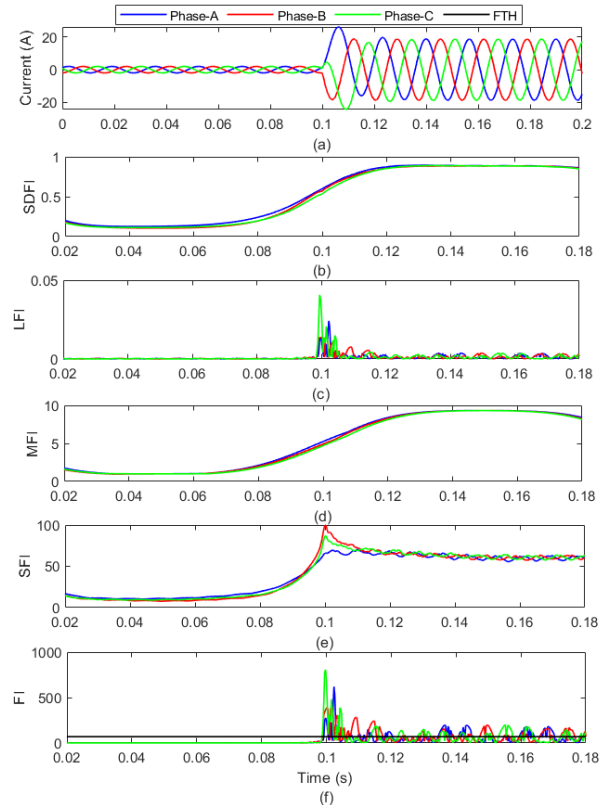 Phase-A Phase-B Phase-C FTH
Current (A)
20
0
-20
0 0.02 0.04 0.06 0.08 0.1 0.12 0.14 0.16 0.18 0.2
(a)
SDFI
1
0.5
0
0.02 0.04 0.06 0.08 0.1 0.12 0.14 0.16 0.18
(b)
LFI
0.05
0
0.02 0.04 0.06 0.08 0.1 0.12 0.14 0.16 0.18
(c)
MFI
10
5
0
0.02 0.04 0.06 0.08 0.1 0.12 0.14 0.16 0.18
(d)
SFI
100
50
0
0.02 0.04 0.06 0.08 0.1 0.12 0.14 0.16 0.18
(e)
FI
1000
500
0
0.02 0.04 0.06 0.08 0.1 0.12 0.14 0.16 0.18
Time (s)
(f)